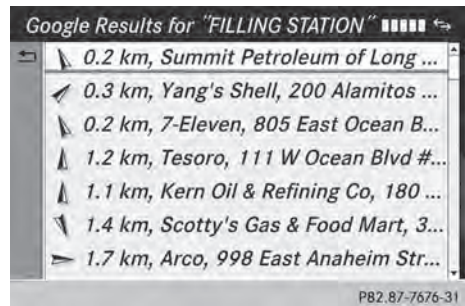 Google Results for "FILLING STATION"
0.2 km, Summit Petroleum of Long ...
0.3 km, Yang's Shell, 200 Alamitos ...
0.2 km, 7-Eleven, 805 East Ocean B...
1.2 km, Tesoro, 111 W Ocean Blvd #...
1.1 km, Kern Oil & Refining Co, 180 ...
1.4 km, Scotty's Gas & Food Mart, 3...
1.7 km, Arco, 998 East Anaheim Str...
P82.87-7676-31